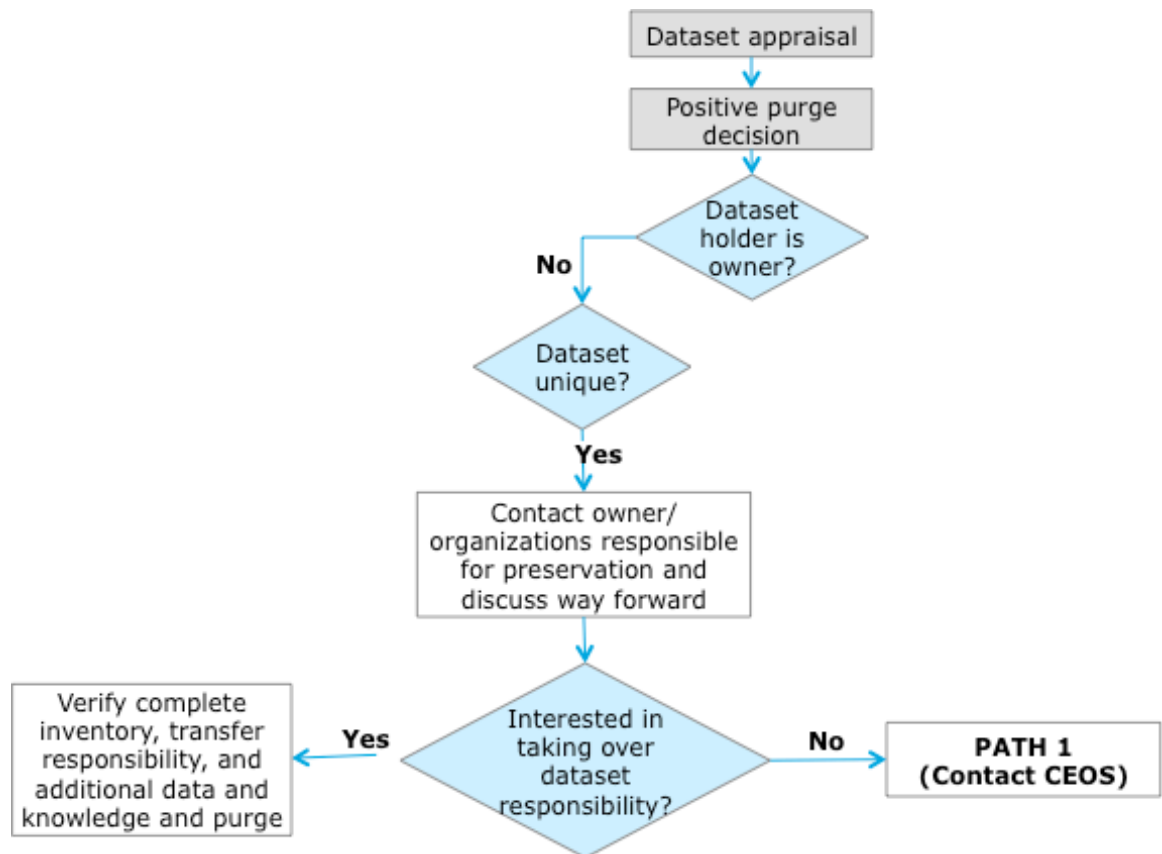 Dataset appraisal
Positive purge
decision
Dataset
holder is
owner?
No
Dataset
unique?
Yes
Contact owner/
organizations responsible
for preservation and
discuss way forward
Verify complete
inventory, transfer
responsibility, and
additional data and
knowledge and purge
Yes
Interested in
taking over
dataset
responsibility?
No
PATH 1
(Contact CEOS)